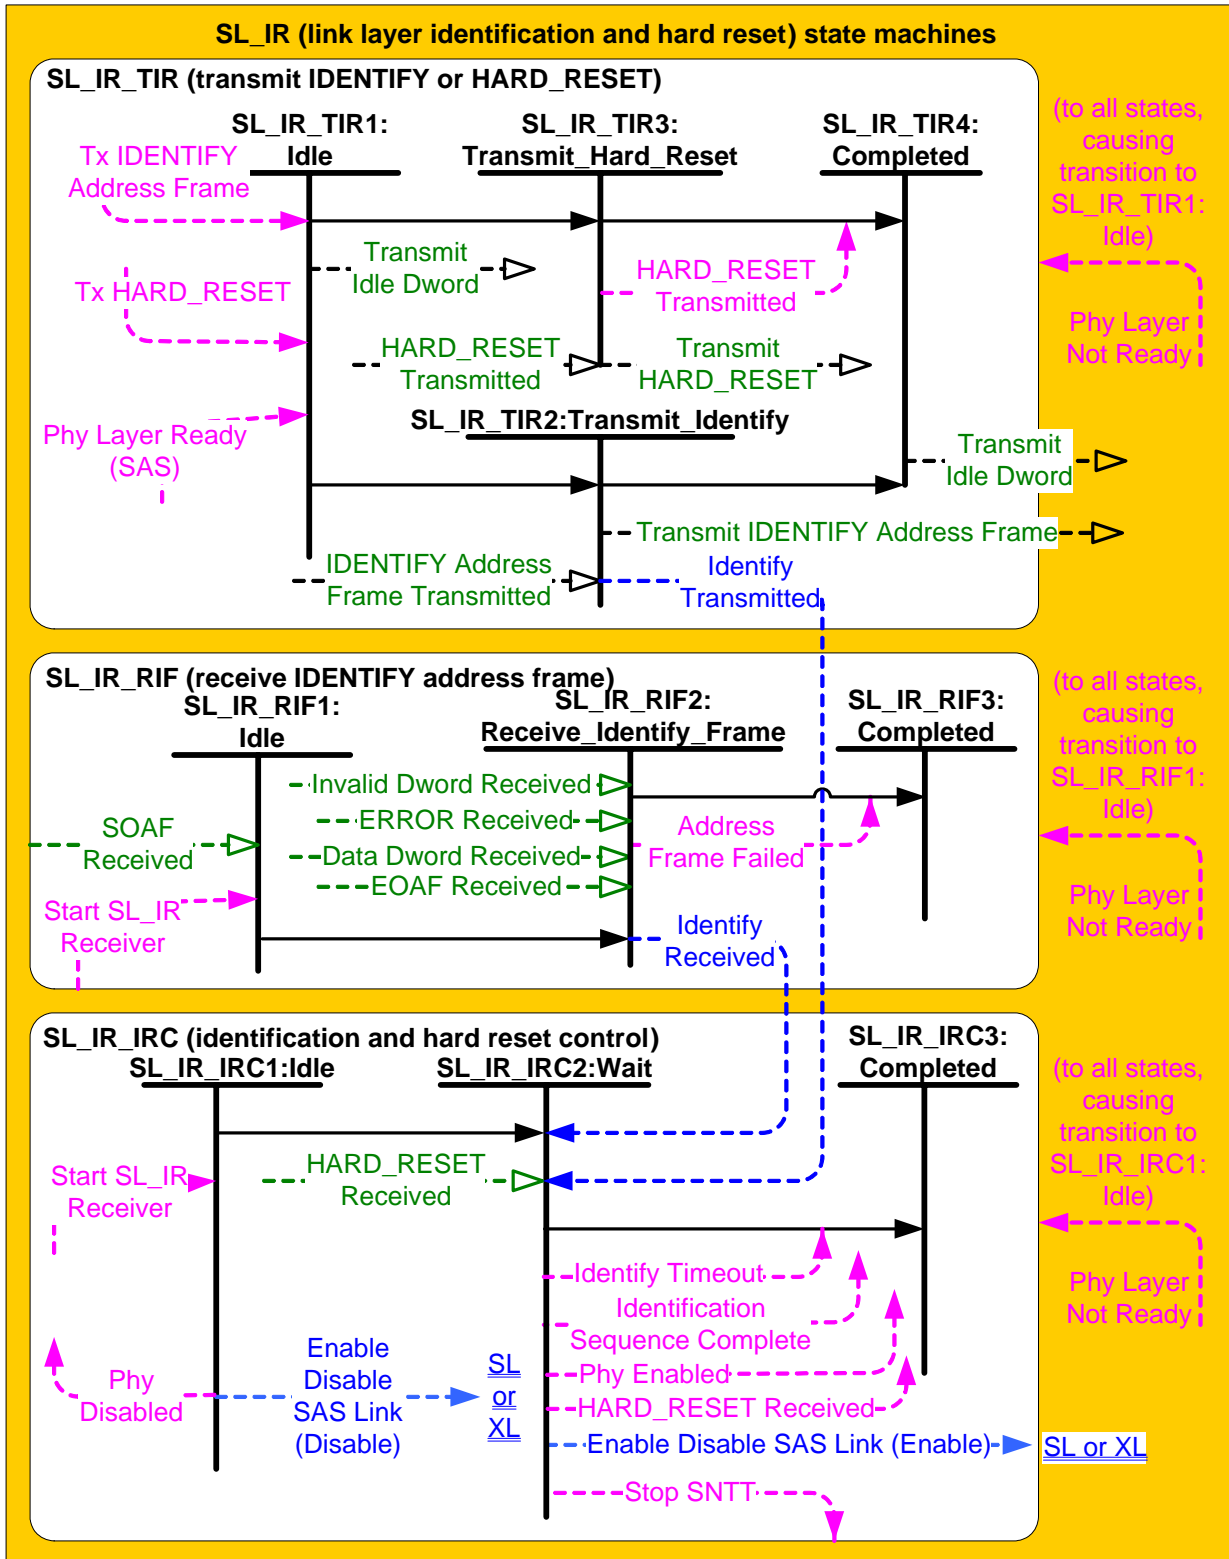 SL_IR (link layer identification and hard reset) state machines
SL_IR_TIR (transmit IDENTIFY or HARD_RESET)
SL_IR_TIR1:
Idle
SL_IR_TIR3:
Transmit_Hard_Reset
SL_IR_TIR4:
Completed
Tx IDENTIFY
Address Frame
Transmit
Idle Dword
HARD_RESET
Transmitted
Tx HARD_RESET
HARD_RESET
Transmitted
Transmit
HARD_RESET
SL_IR_TIR2:Transmit_Identify
Phy Layer Ready
(SAS)
Transmit
Idle Dword
Transmit IDENTIFY Address Frame
IDENTIFY Address
Frame Transmitted
Identify
Transmitted
(to all states,
causing
transition to
SL_IR_TIR1:
Idle)
Phy Layer
Not Ready
SL_IR_RIF (receive IDENTIFY address frame)
SL_IR_RIF1:
Idle
SL_IR_RIF2:
Receive_Identify_Frame
SL_IR_RIF3:
Completed
Invalid Dword Received
ERROR Received
Data Dword Received
EOAF Received
SOAF
Received
Address
Frame Failed
Start SL_IR
Receiver
Identify
Received
(to all states,
causing
transition to
SL_IR_RIF1:
Idle)
Phy Layer
Not Ready
SL_IR_IRC (identification and hard reset control)
SL_IR_IRC1:Idle
SL_IR_IRC2:Wait
SL_IR_IRC3:
Completed
Start SL_IR
Receiver
HARD_RESET
Received
Identify Timeout
Identification
Sequence Complete
Phy Enabled
HARD_RESET Received
Enable Disable SAS Link (Enable)
SL or XL
Stop SNTT
Phy
Disabled
Enable
Disable
SAS Link
(Disable)
SL
or
XL
(to all states,
causing
transition to
SL_IR_IRC1:
Idle)
Phy Layer
Not Ready